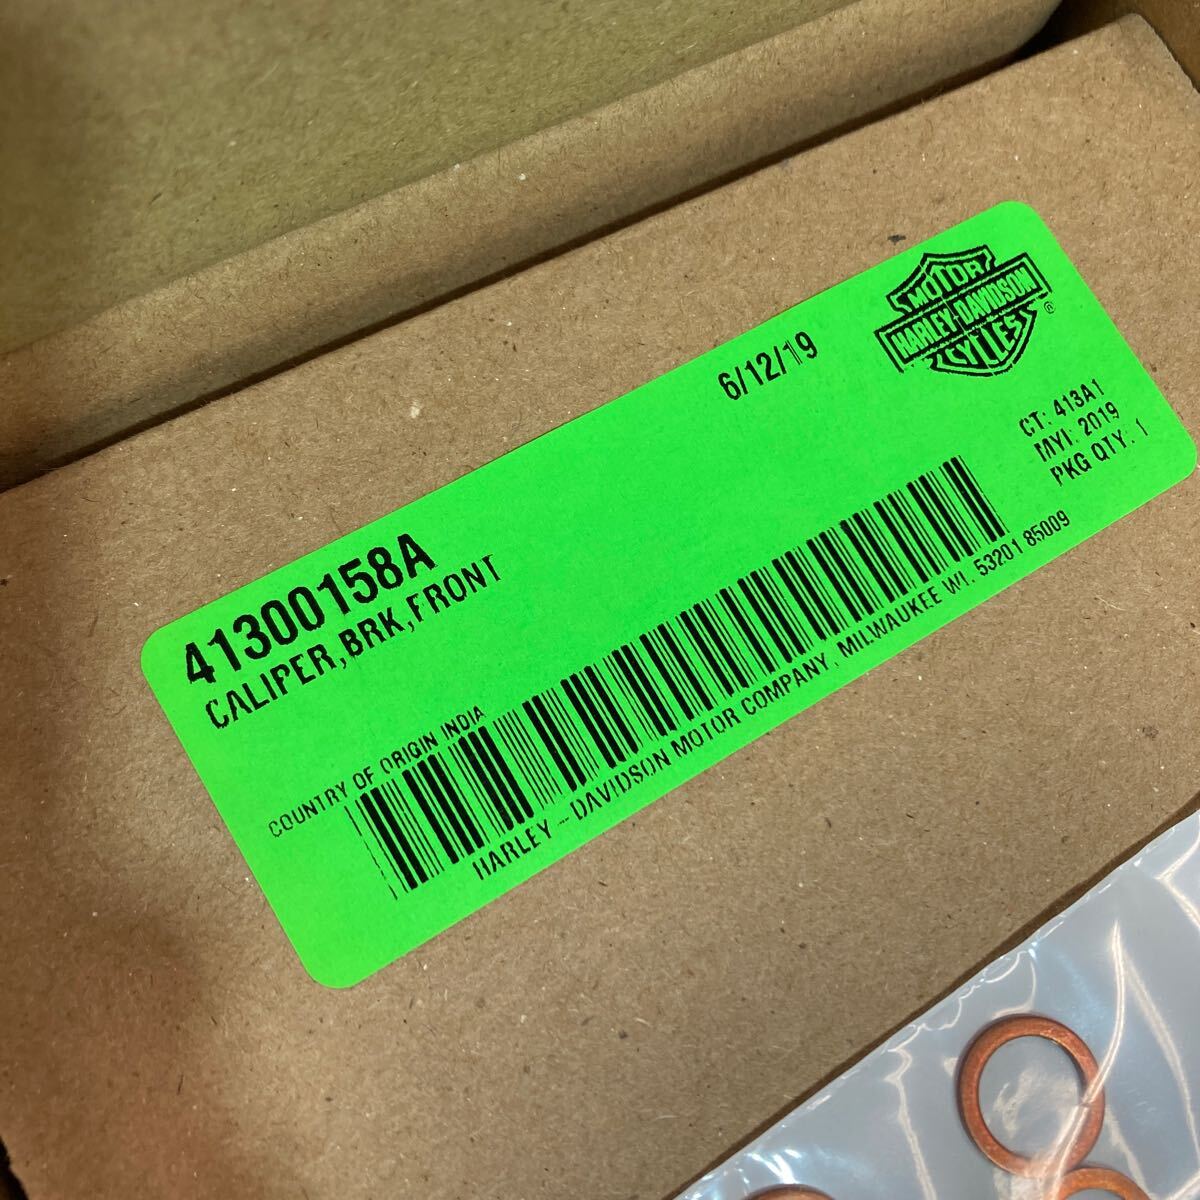 MOTOR
HARLEY-DAVIDSON
CYCLES
®
6/12/19
CT: 413A1
MYI: 2019
PKG QTY: 1
41300158A
CALIPER,BRK,FRONT
COUNTRY OF ORIGIN INDIA
HARLEY-DAVIDSON MOTOR COMPANY, MILWAUKEE WI. 53201 85009